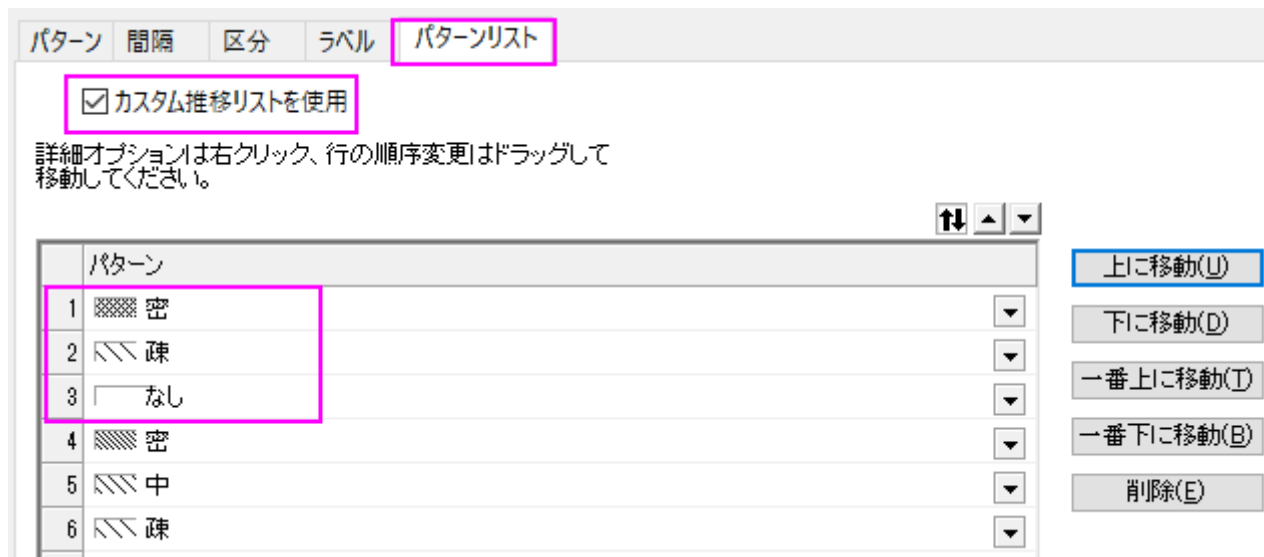 パターン 間隔 区分 ラベル パターンリスト
カスタム推移リストを使用
詳細オプションは右クリック、行の順序変更はドラッグして
移動してください。
パターン
1 密
2 疎
3 なし
4 密
5 中
6 疎
上に移動(U)
下に移動(D)
一番上に移動(T)
一番下に移動(B)
削除(E)